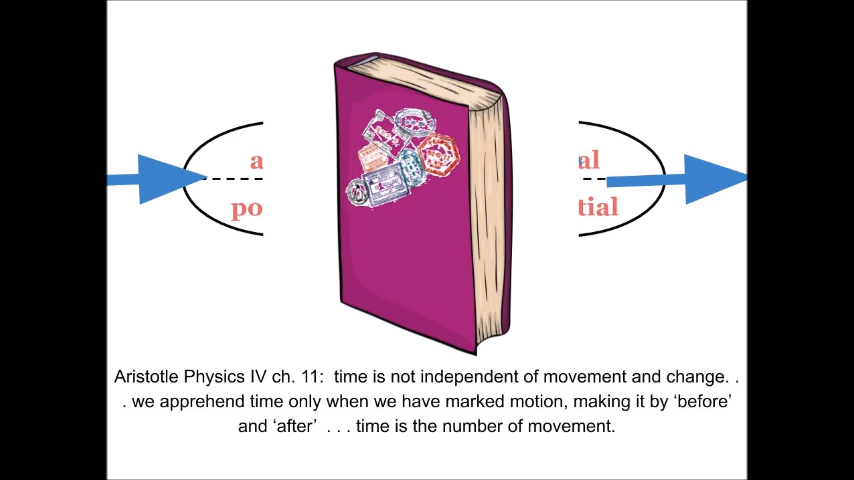 a al
po tial
Aristotle Physics IV ch. 11:  time is not independent of movement and change. .
. we apprehend time only when we have marked motion, making it by ‘before’
and ‘after’  . . . time is the number of movement.